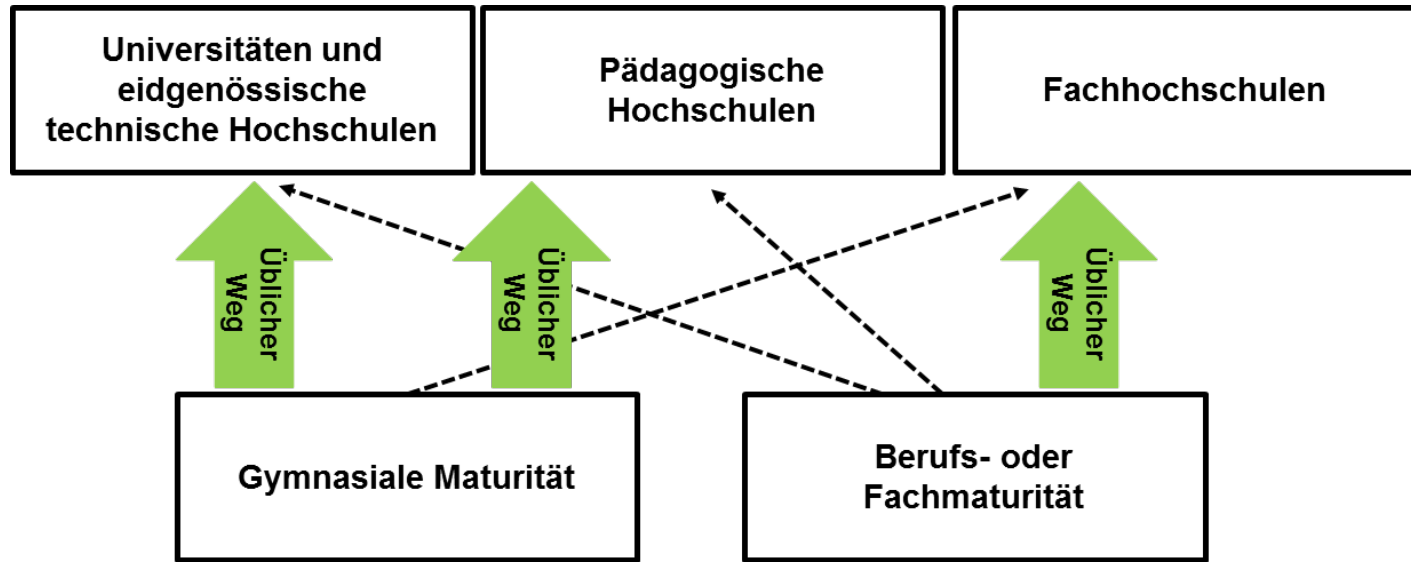 Universitäten und
eidgenössische
technische Hochschulen
Pädagogische
Hochschulen
Fachhochschulen
Üblicher
Weg
Üblicher
Weg
Üblicher
Weg
Gymnasiale Maturität
Berufs- oder
Fachmaturität